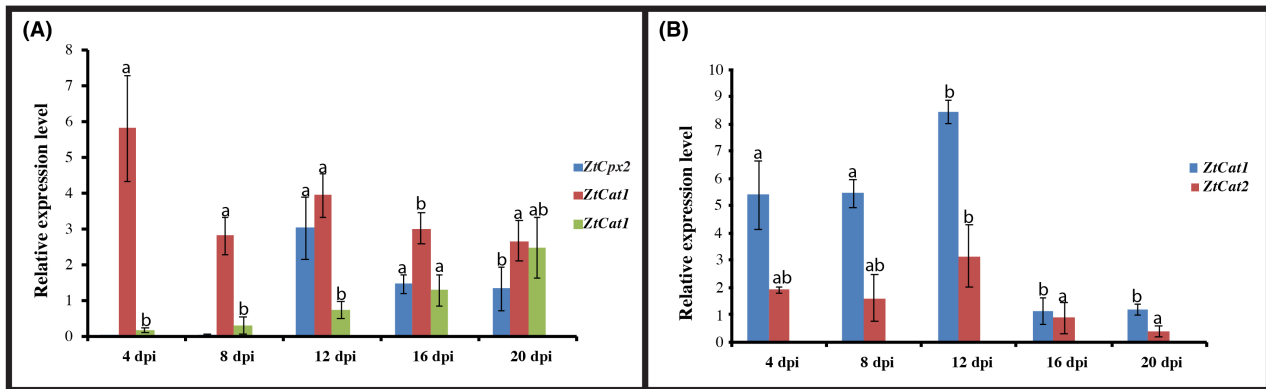 (A)
Relative expression level
8
7
6
5
4
3
2
1
0
a
b
a
b
a
a
b
a
b
a
b
a
ab
4 dpi
8 dpi
12 dpi
16 dpi
20 dpi
ZtCpx2
ZtCat1
ZtCat1
(B)
Relative expression level
10
9
8
7
6
5
4
3
2
1
0
a
ab
a
ab
b
b
b
a
b
a
4 dpi
8 dpi
12 dpi
16 dpi
20 dpi
ZtCat1
ZtCat2